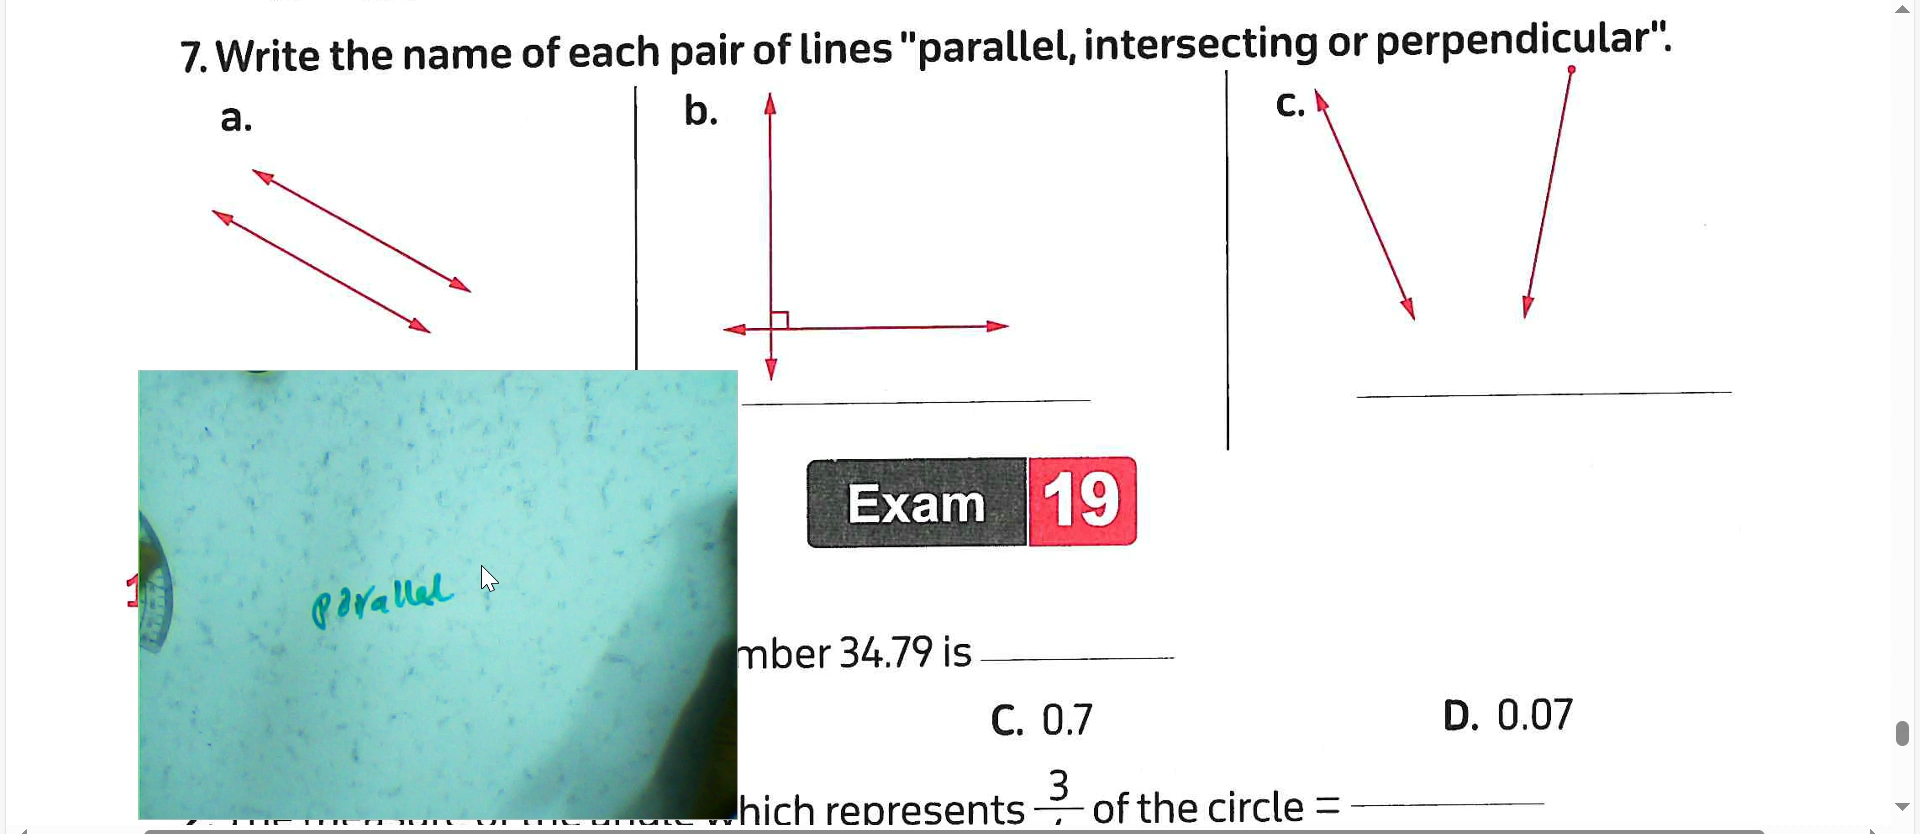 7. Write the name of each pair of lines "parallel, intersecting or perpendicular".
a.
b.
c.
parallel
Exam 19
1
mber 34.79 is
C. 0.7
D. 0.07
hich represents 3 of the circle =